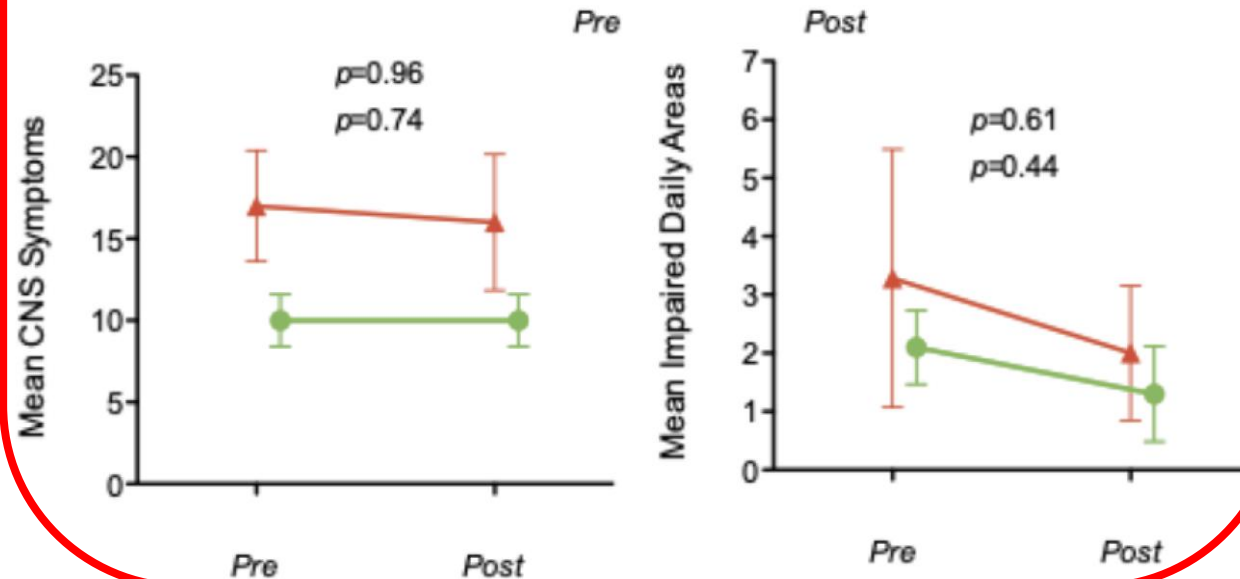 Pre Post
Mean CNS Symptoms
25
20
15
10
5
0
p=0.96
p=0.74
Pre Post
Mean Impaired Daily Areas
7
6
5
4
3
2
1
0
p=0.61
p=0.44
Pre Post